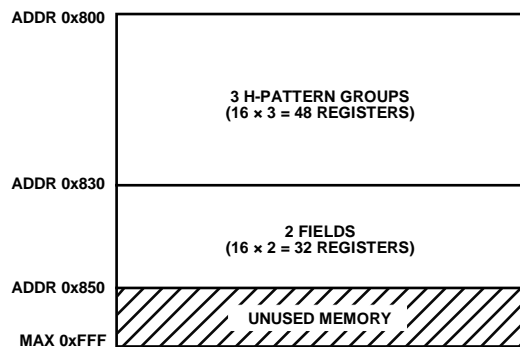 ADDR 0x800
3 H-PATTERN GROUPS
(16 × 3 = 48 REGISTERS)
ADDR 0x830
2 FIELDS
(16 × 2 = 32 REGISTERS)
ADDR 0x850
UNUSED MEMORY
MAX 0xFFF